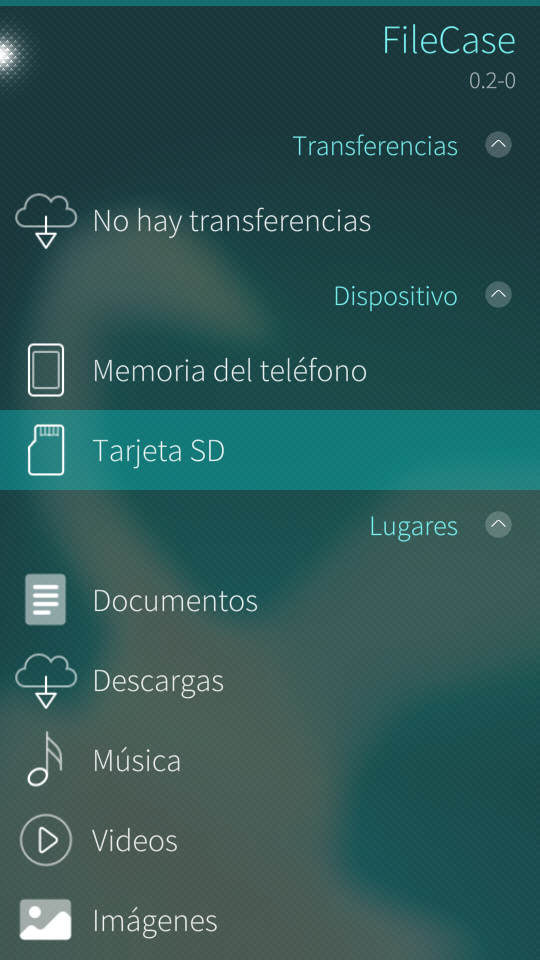 FileCase
0.2-0
Transferencias
No hay transferencias
Dispositivo
Memoria del teléfono
Tarjeta SD
Lugares
Documentos
Descargas
Música
Videos
Imágenes